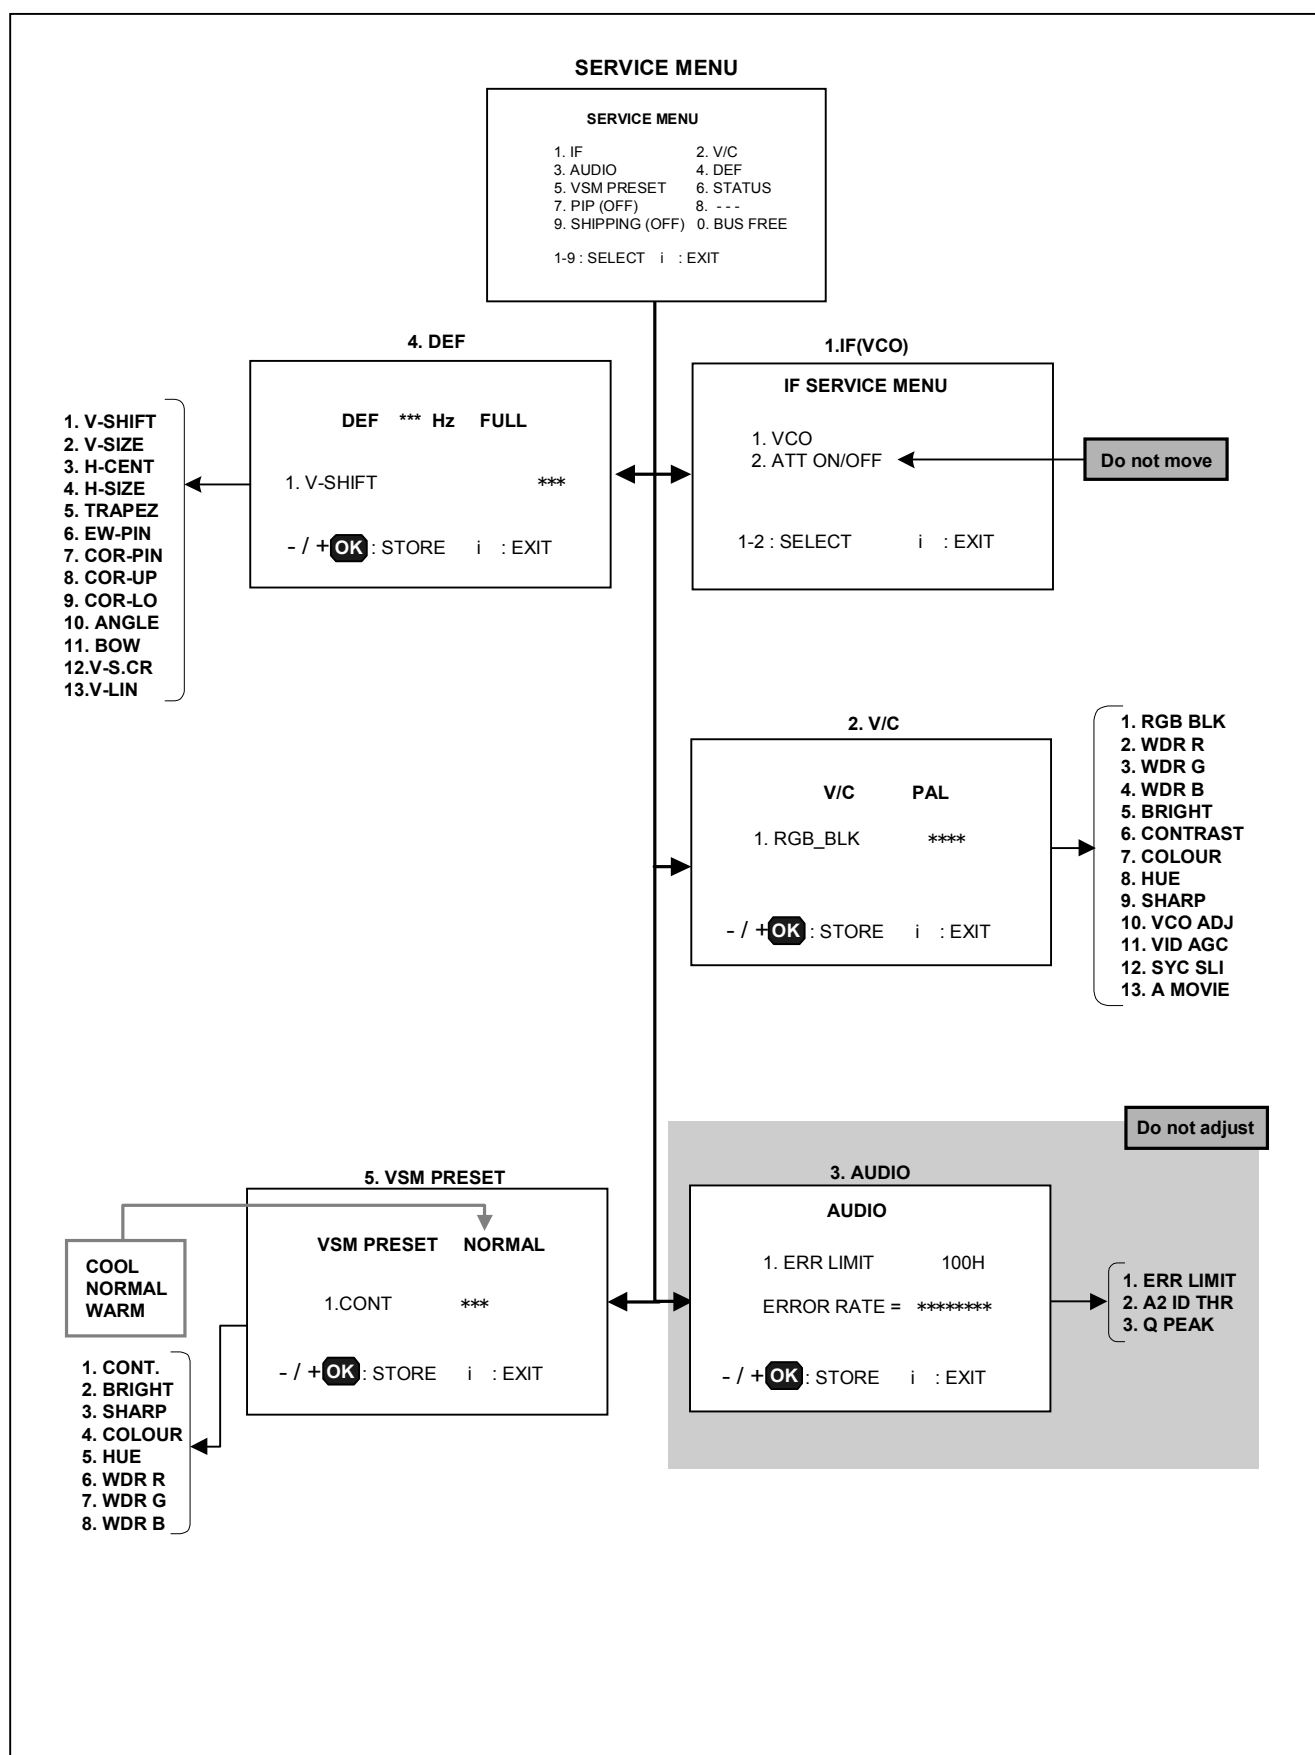 SERVICE MENU
SERVICE MENU
1. IF 2. V/C
3. AUDIO 4. DEF
5. VSM PRESET 6. STATUS
7. PIP (OFF) 8. - - -
9. SHIPPING (OFF) 0. BUS FREE
1-9 : SELECT i : EXIT
4. DEF
DEF *** Hz FULL
1. V-SHIFT ***
- / + OK : STORE i : EXIT
1. V-SHIFT
2. V-SIZE
3. H-CENT
4. H-SIZE
5. TRAPEZ
6. EW-PIN
7. COR-PIN
8. COR-UP
9. COR-LO
10. ANGLE
11. BOW
12.V-S.CR
13.V-LIN
1.IF(VCO)
IF SERVICE MENU
1. VCO
2. ATT ON/OFF
1-2 : SELECT i : EXIT
Do not move
2. V/C
V/C PAL
1. RGB_BLK ****
- / + OK : STORE i : EXIT
1. RGB BLK
2. WDR R
3. WDR G
4. WDR B
5. BRIGHT
6. CONTRAST
7. COLOUR
8. HUE
9. SHARP
10. VCO ADJ
11. VID AGC
12. SYC SLI
13. A MOVIE
5. VSM PRESET
VSM PRESET NORMAL
1.CONT ***
- / + OK : STORE i : EXIT
COOL
NORMAL
WARM
1. CONT.
2. BRIGHT
3. SHARP
4. COLOUR
5. HUE
6. WDR R
7. WDR G
8. WDR B
Do not adjust
3. AUDIO
AUDIO
1. ERR LIMIT 100H
ERROR RATE = ********
- / + OK : STORE i : EXIT
1. ERR LIMIT
2. A2 ID THR
3. Q PEAK